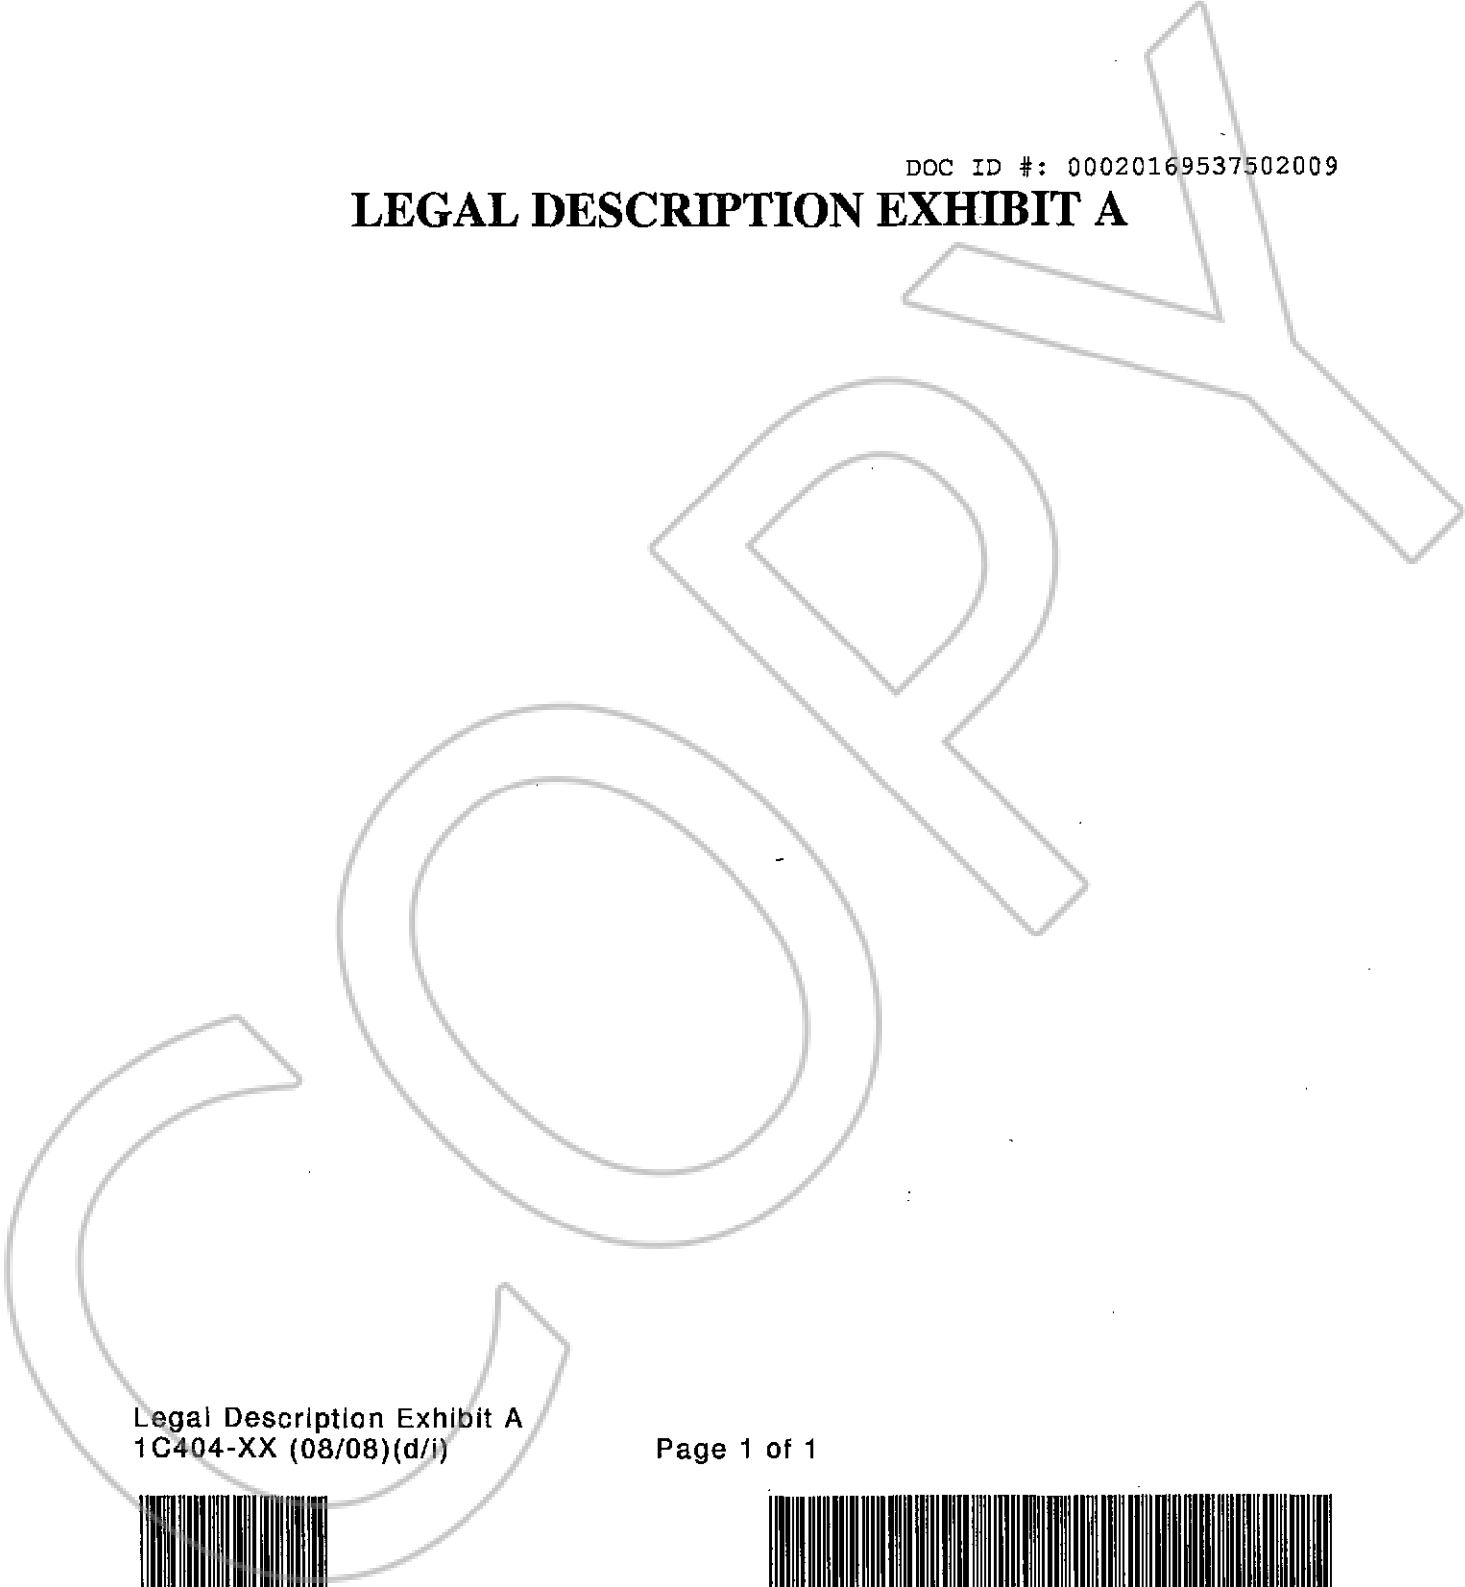 DOC ID #: 00020169537502009
LEGAL DESCRIPTION EXHIBIT A
COPY
Legal Description Exhibit A
1C404-XX (08/08)(d/i)
Page 1 of 1